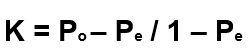 K = Pₒ – Pₑ / 1 – Pₑ